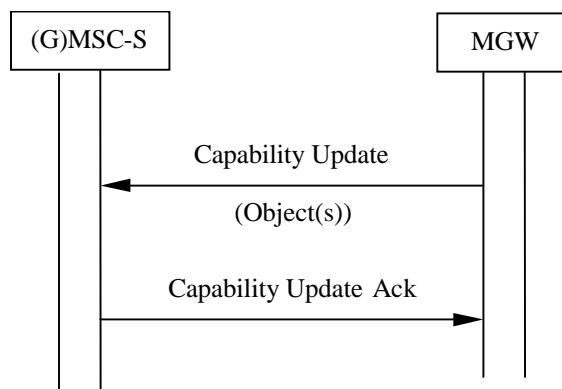 (G)MSC-S
MGW
Capability Update
(Object(s))
Capability Update Ack